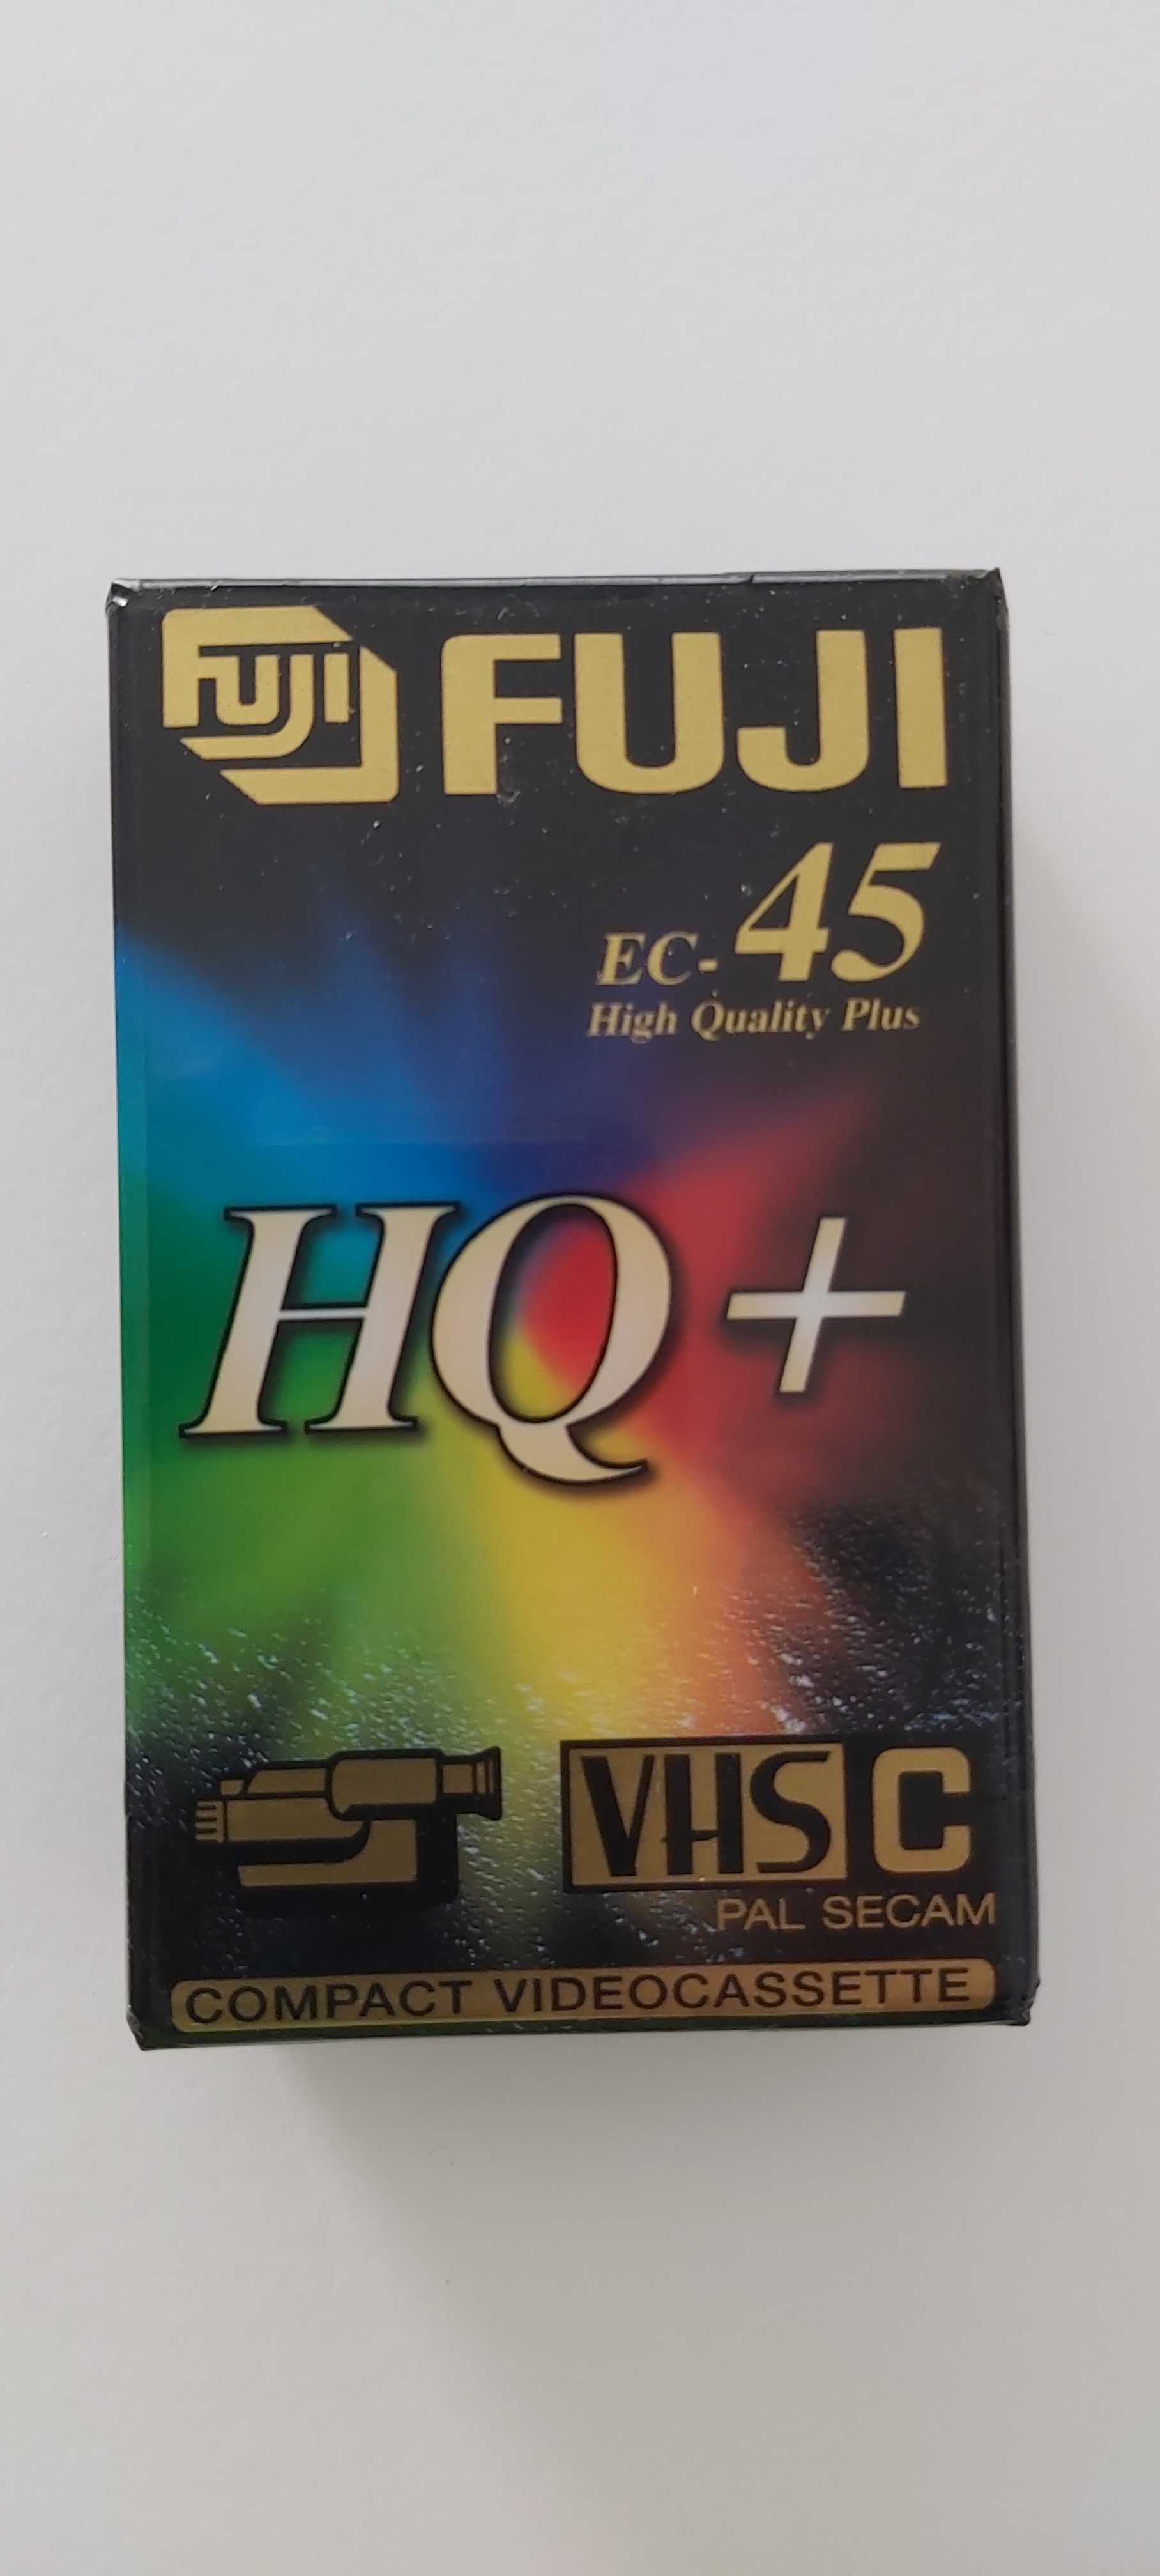 FUJI FUJI
EC-45
High Quality Plus
HQ+
VHS C
PAL SECAM
COMPACT VIDEOCASSETTE